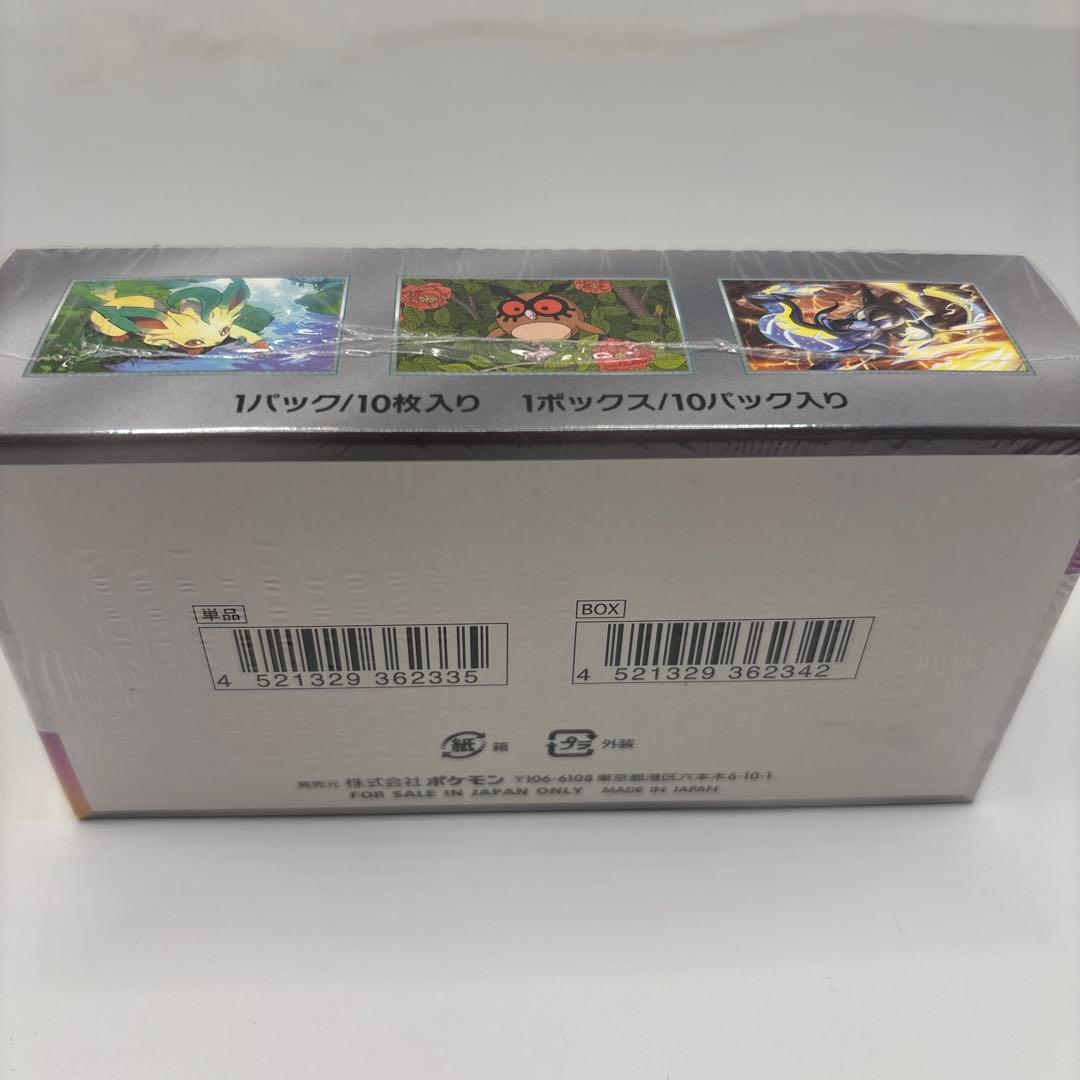 1パック/10枚入り 1ボックス/10パック入り
単品
4 521329 362335
BOX
4 521329 362342
紙 箱 プラ 外装
発売元 株式会社 ポケモン 〒106-6108 東京都港区六本木6-10-1
FOR SALE IN JAPAN ONLY MADE IN JAPAN